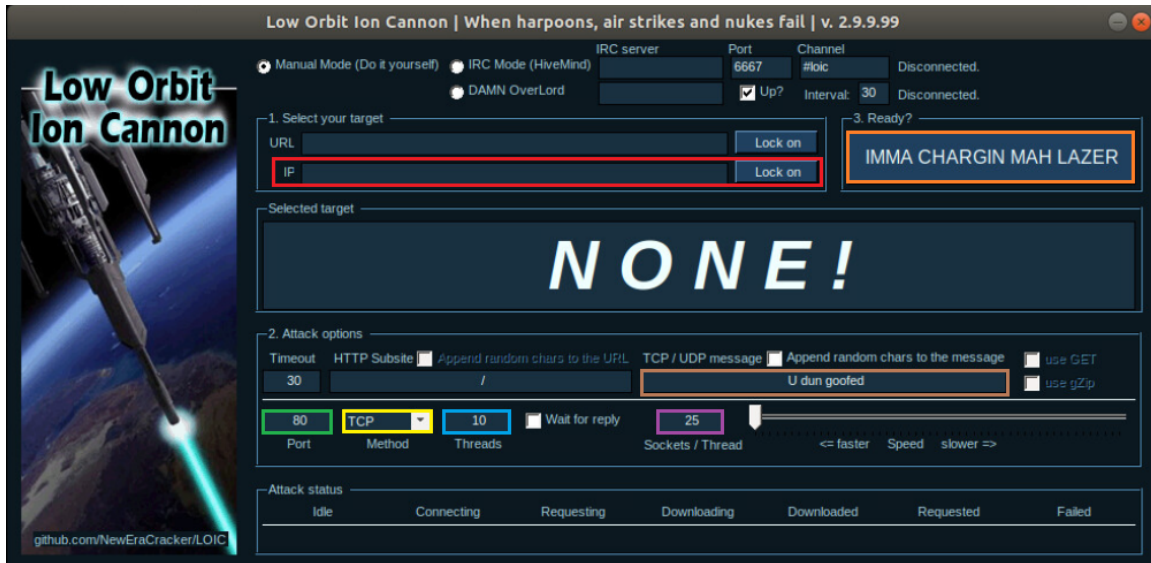 Low Orbit Ion Cannon | When harpoons, air strikes and nukes fail | v. 2.9.9.99
Low Orbit
Ion Cannon
IRC server Port Channel
Manual Mode (Do it yourself) IRC Mode (HiveMind) 6667 #loic Disconnected.
DAMN OverLord Up? Interval: 30 Disconnected.
1. Select your target 3. Ready?
URL Lock on
IMMA CHARGIN MAH LAZER
IP Lock on
Selected target
NONE!
2. Attack options
Timeout HTTP Subsite Append random chars to the URL TCP / UDP message Append random chars to the message use GET
30 / U dun goofed use gZip
80 TCP 10 Wait for reply 25
Port Method Threads Sockets / Thread <= faster Speed slower =>
Attack status
Idle Connecting Requesting Downloading Downloaded Requested Failed
github.com/NewEraCracker/LOIC